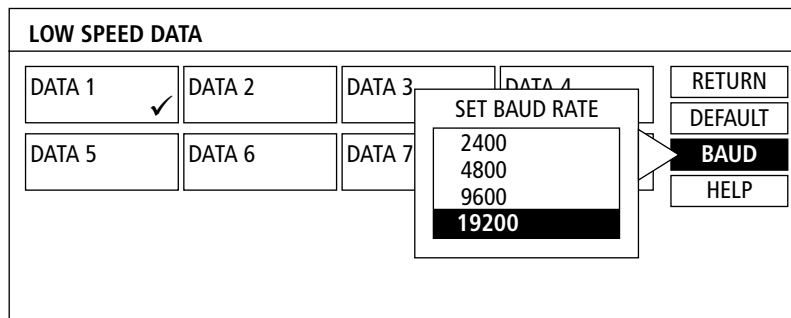 LOW SPEED DATA
DATA 1 ✓
DATA 2
DATA 3
DATA 4
DATA 5
DATA 6
DATA 7
SET BAUD RATE
2400
4800
9600
19200
RETURN
DEFAULT
BAUD
HELP